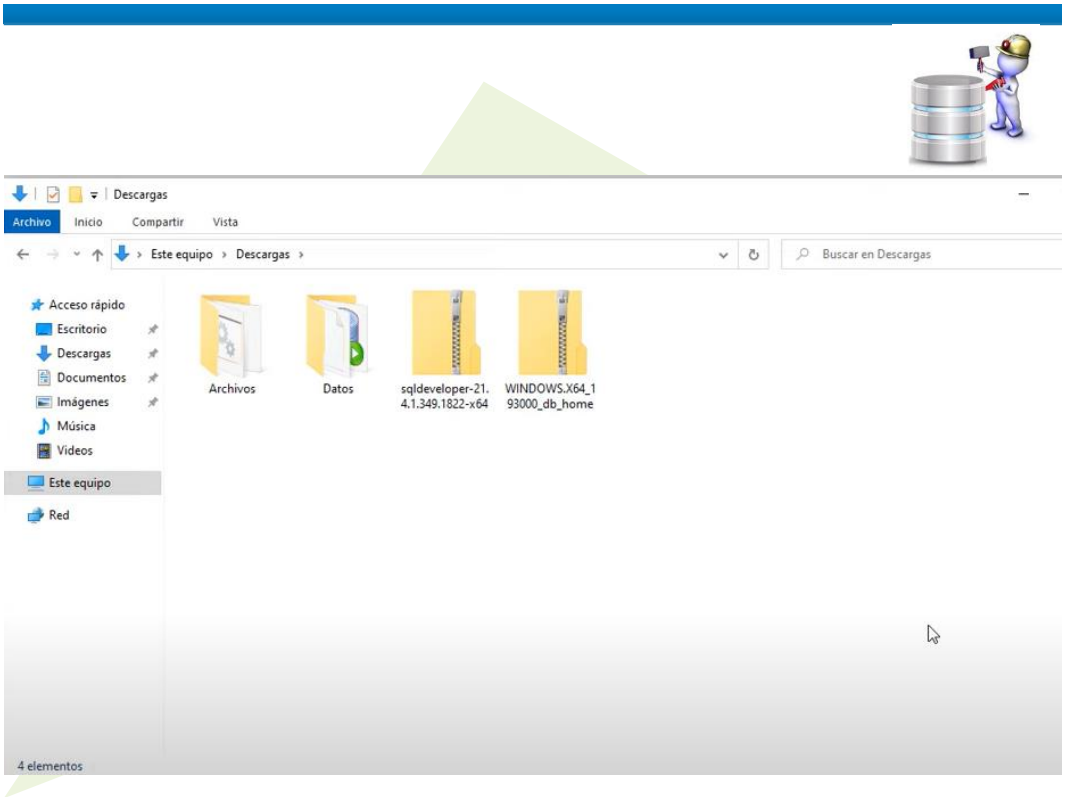 Descargas
Archivo Inicio Compartir Vista
Este equipo Descargas
Buscar en Descargas
Acceso rápido
Escritorio
Descargas
Documentos
Imágenes
Música
Videos
Este equipo
Red
Archivos
Datos
sqldeveloper-21.
4.1.349.1822-x64
WINDOWS.X64_1
93000_db_home
4 elementos